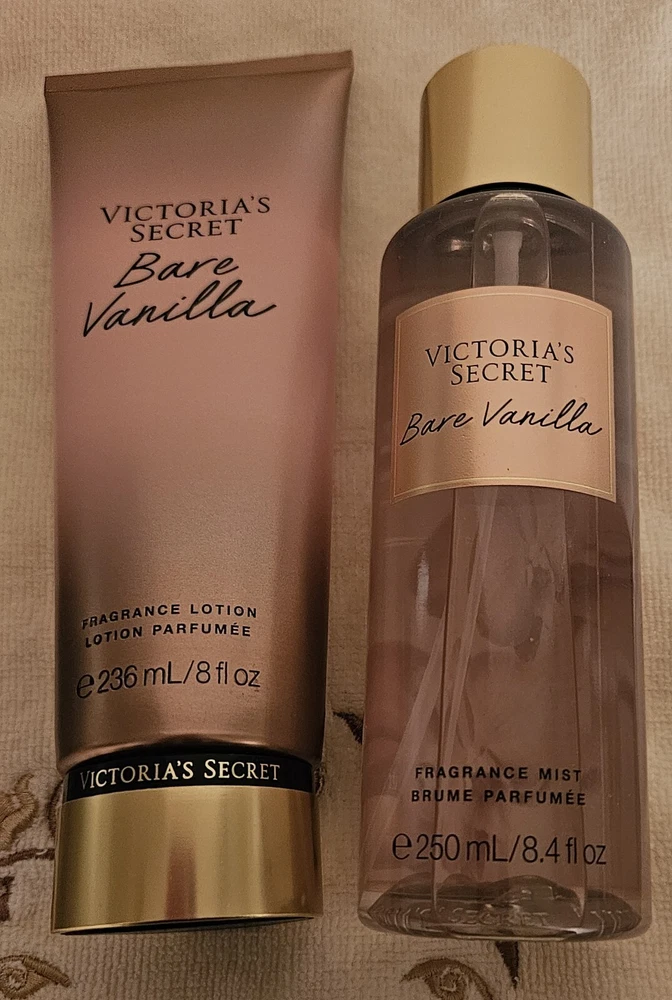 VICTORIA'S
SECRET
Bare
Vanilla
FRAGRANCE LOTION
LOTION PARFUMÉE
e 236 mL/8 fl oz
VICTORIA'S SECRET
VICTORIA'S
SECRET
Bare Vanilla
FRAGRANCE MIST
BRUME PARFUMÉE
e 250 mL/8.4 fl oz